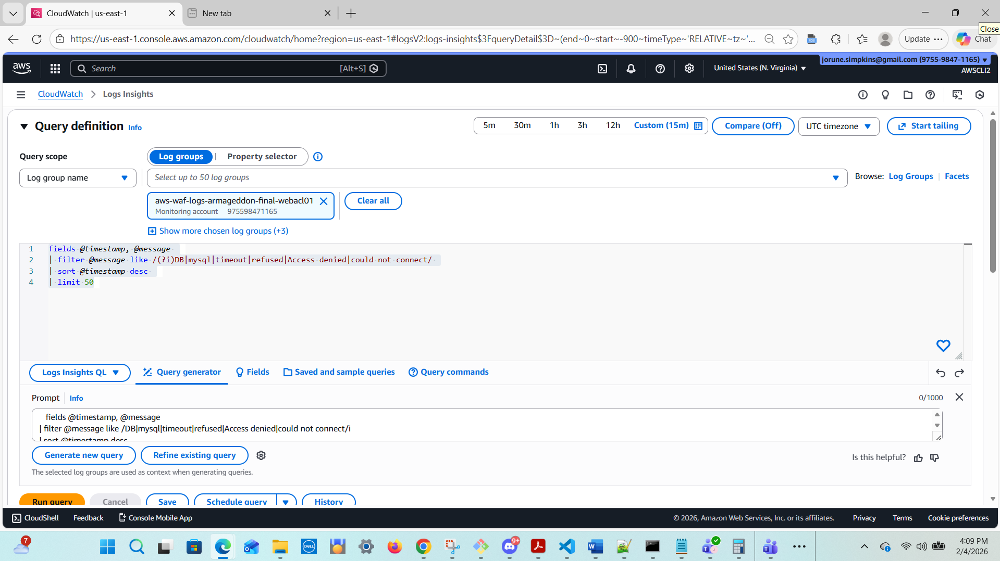 CloudWatch | us-east-1
New tab
https://us-east-1.console.aws.amazon.com/cloudwatch/home?region=us-east-1#logsV2:logs-insights$3FqueryDetail$3D~(end~0~start~-900~timeType~'RELATIVE~tz~'...
Update
Chat
Close
aws
Search
[Alt+S]
United States (N. Virginia)
jorune.simpkins@gmail.com (9755-9847-1165)
AWSCLI2
CloudWatch
Logs Insights
Query definition Info
5m 30m 1h 3h 12h Custom (15m)
Compare (Off)
UTC timezone
Start tailing
Query scope
Log groups
Property selector
Log group name
Select up to 50 log groups
Browse: Log Groups | Facets
aws-waf-logs-armageddon-final-webacl01
Monitoring account 975598471165
Clear all
Show more chosen log groups (+3)
1 fields @timestamp, @message
2 | filter @message like /(?i)DB|mysql|timeout|refused|Access denied|could not connect/
3 | sort @timestamp desc
4 | limit 50
Logs Insights QL
Query generator
Fields
Saved and sample queries
Query commands
Prompt Info
0/1000
fields @timestamp, @message
| filter @message like /DB|mysql|timeout|refused|Access denied|could not connect/i
| sort @timestamp desc
Generate new query
Refine existing query
Is this helpful?
The selected log groups are used as context when generating queries.
Run query
Cancel
Save
Schedule query
History
CloudShell
Feedback
Console Mobile App
© 2026, Amazon Web Services, Inc. or its affiliates.
Privacy
Terms
Cookie preferences
7
DELL
9+
4:09 PM
2/4/2026